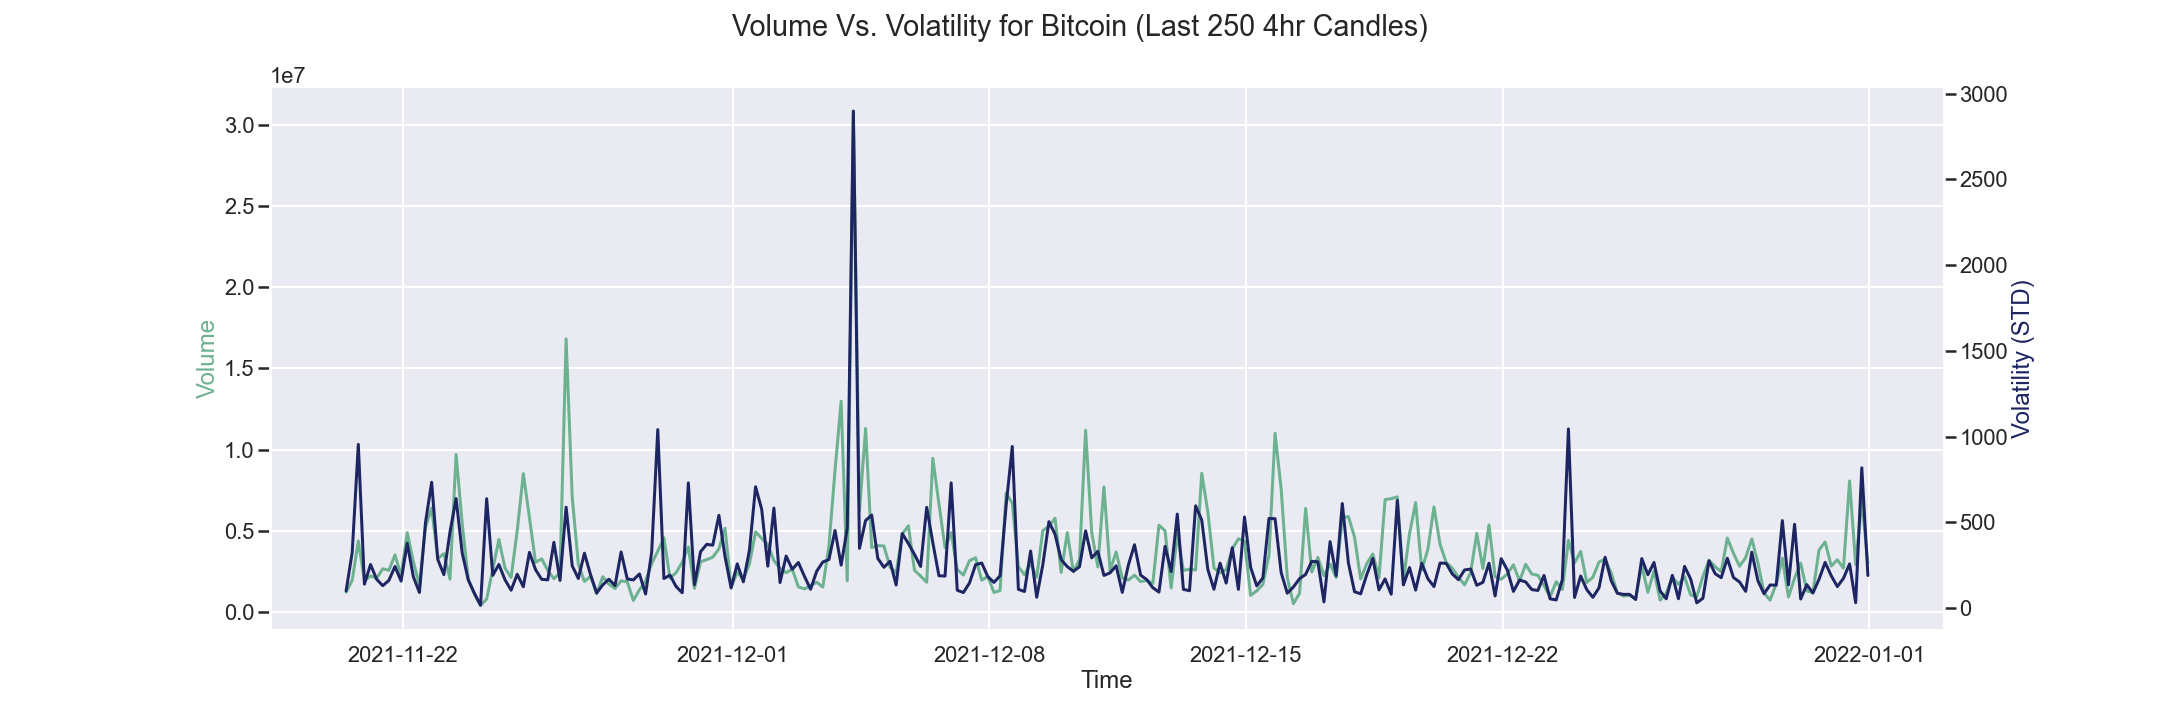 Volume Vs. Volatility for Bitcoin (Last 250 4hr Candles)
1e7
3.0
2.5
2.0
1.5
1.0
0.5
0.0
Volume
3000
2500
2000
1500
1000
500
0
Volatility (STD)
2021-11-22 2021-12-01 2021-12-08 2021-12-15 2021-12-22 2022-01-01
Time